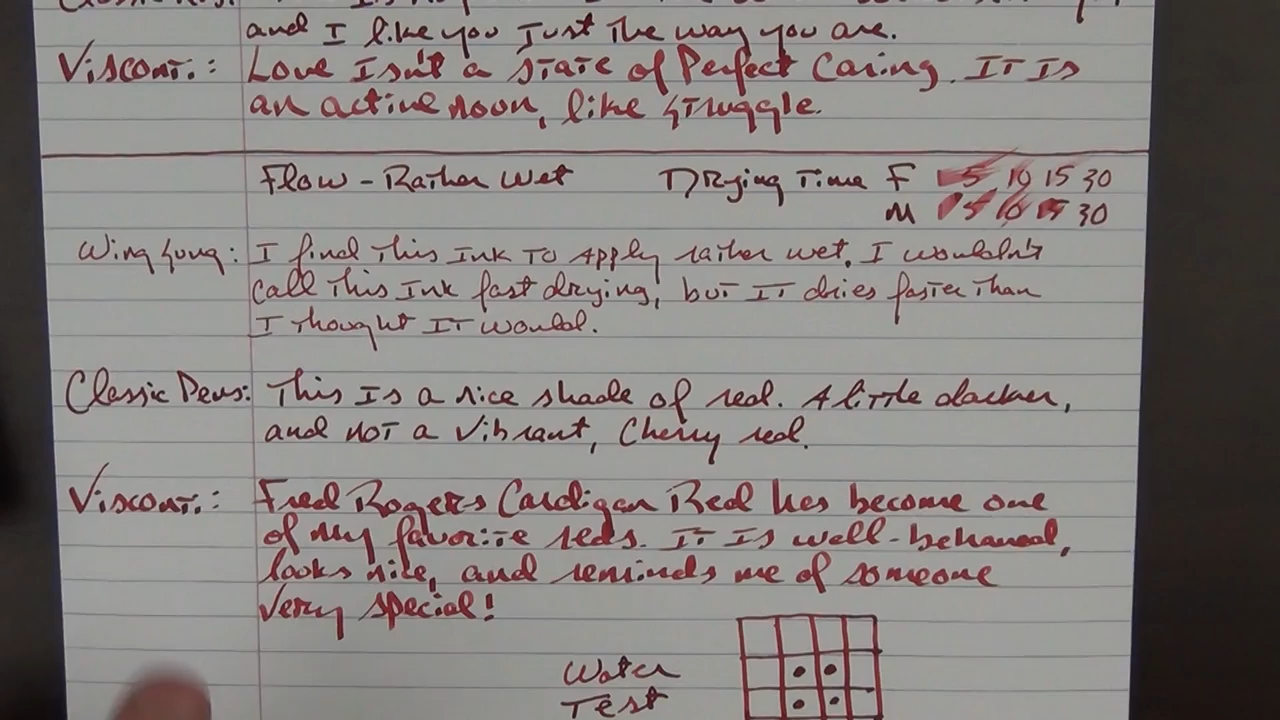 and I like you Just The way you are.
Visconti: Love Isn't a state of Perfect Caring. It Is
an active noun, like struggle.
Flow - Rather Wet Drying Time F 1 5 10 15 30
M 1 5 10 15 30
Wing Sung: I find This Ink To Apply rather wet. I wouldn't
call This Ink fast drying, but IT dries faster Than
I thought IT would.
Classic Pens: This Is a nice shade of red. A little darker,
and not a Vibrant, Cherry red.
Visconti: Fred Rogers Cardigan Red has become one
of my favorite reds. IT Is well-behaved,
looks nice, and reminds me of someone
Very special!
Water
Test